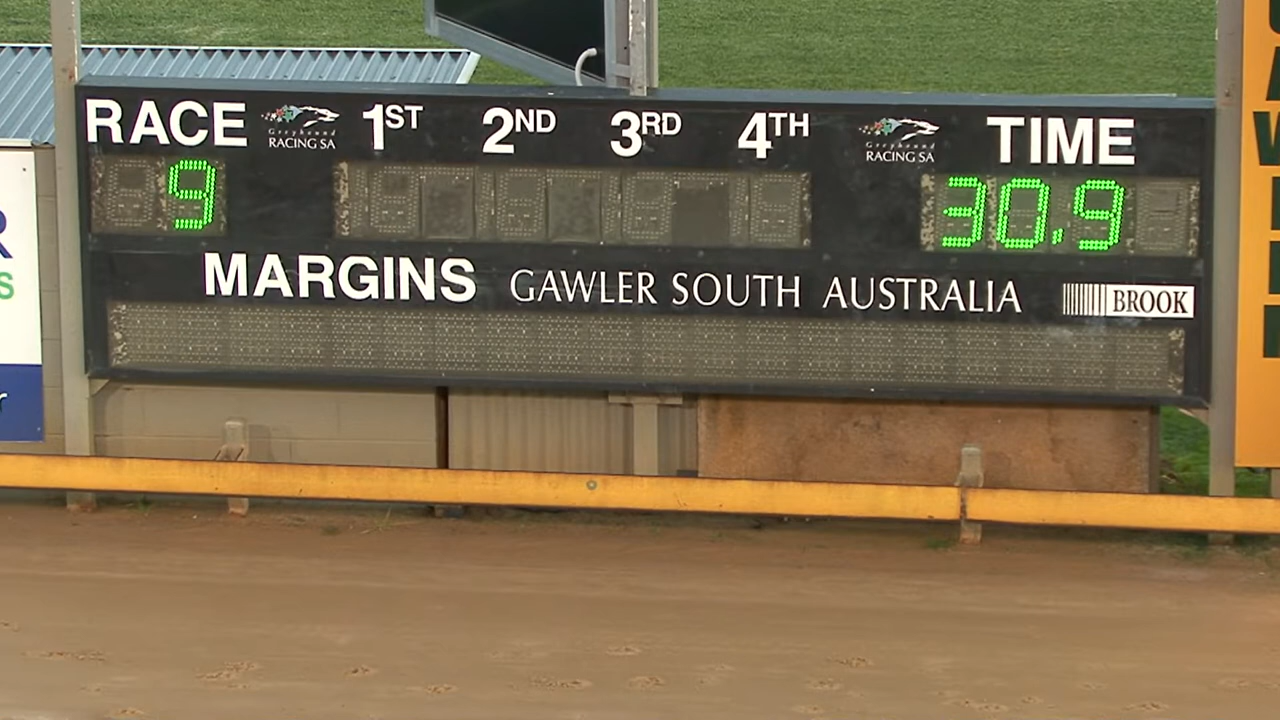 RACE Greyhound RACING SA 1ST 2ND 3RD 4TH Greyhound RACING SA TIME
9 30.9
MARGINS GAWLER SOUTH AUSTRALIA BROOK
R
S
r